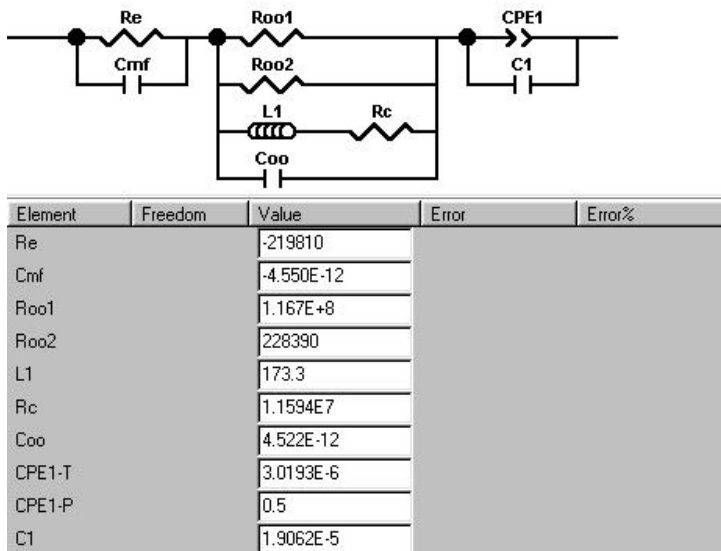 Re
Roo1
CPE1
Cmf
Roo2
C1
L1
Rc
Coo
Element Freedom Value Error Error%
Re -219810
Cmf -4.550E-12
Roo1 1.167E+8
Roo2 228390
L1 173.3
Rc 1.1594E7
Coo 4.522E-12
CPE1-T 3.0193E-6
CPE1-P 0.5
C1 1.9062E-5